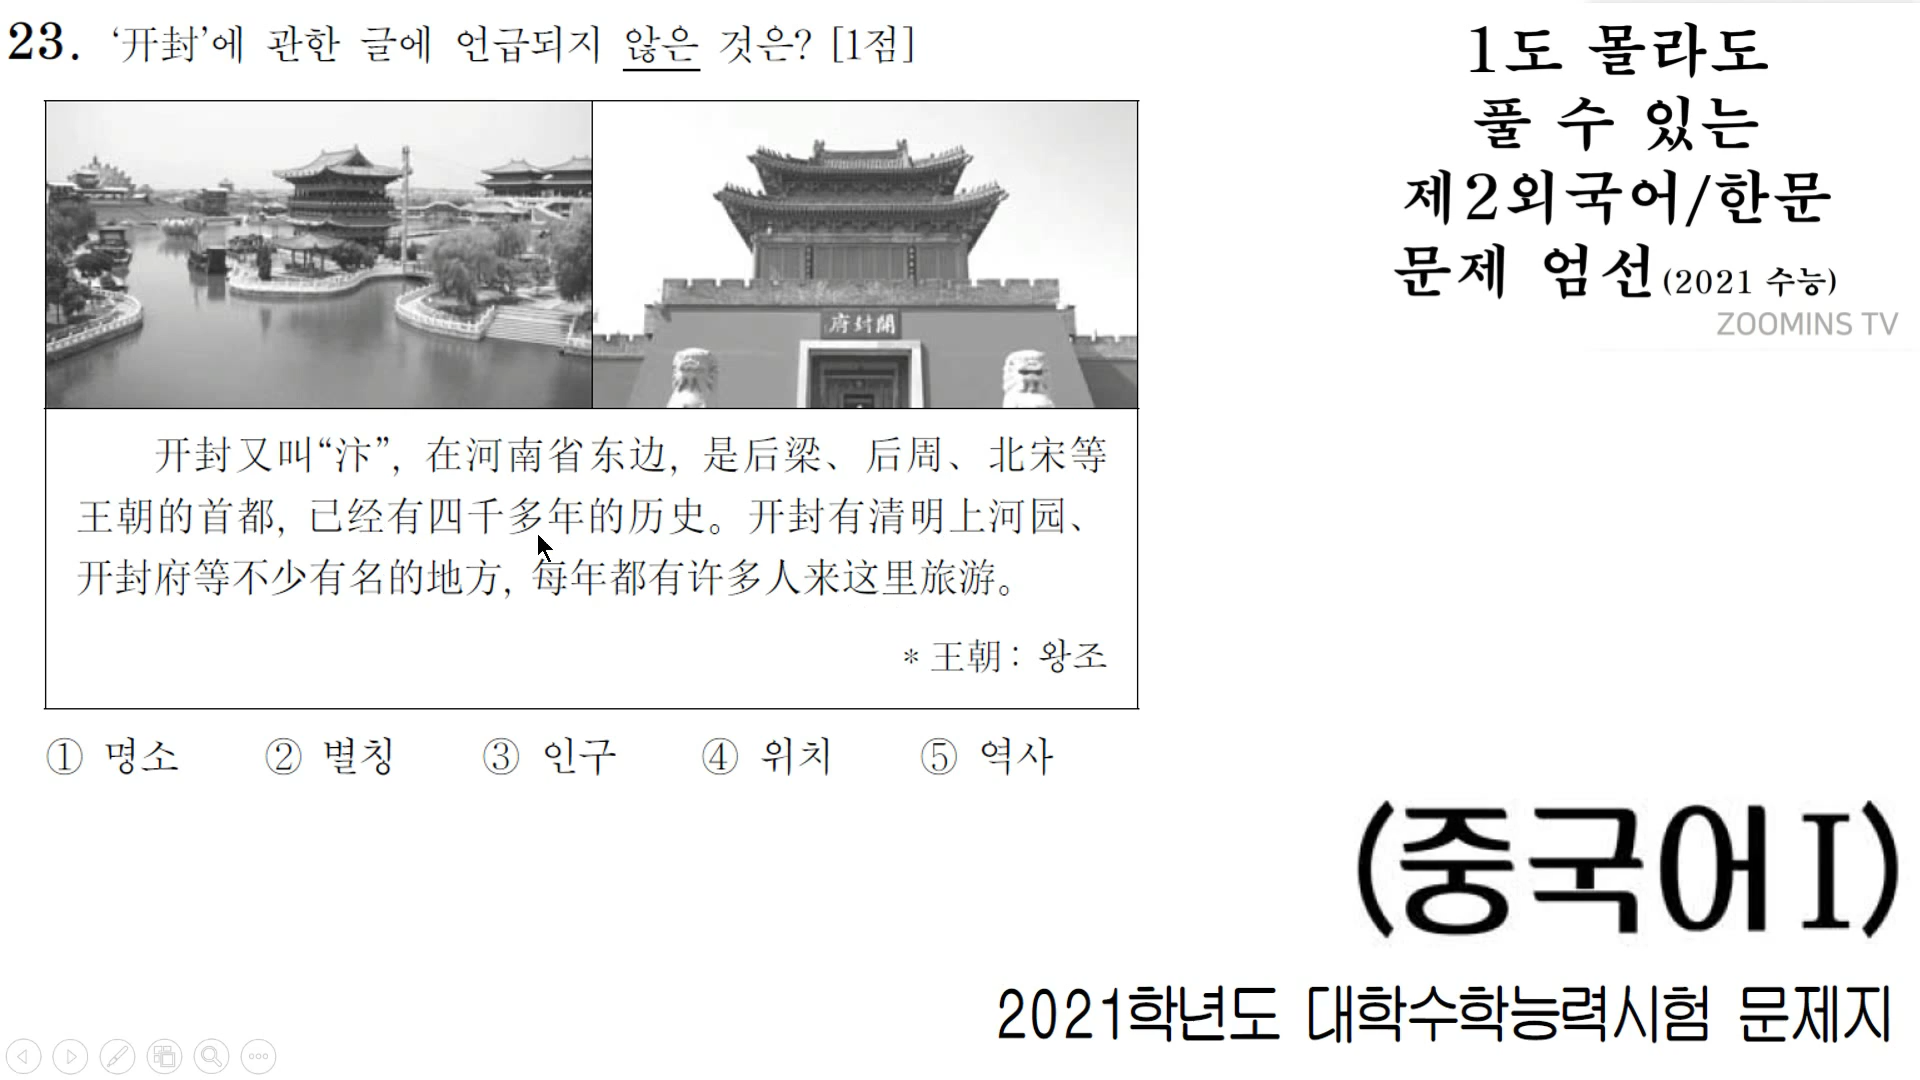 23. ‘开封’에 관한 글에 언급되지 않은 것은? [1점]
1도 몰라도
풀 수 있는
제2외국어/한문
문제 엄선(2021 수능)
ZOOMINS TV
府封開
开封又叫“汴”, 在河南省东边, 是后梁、后周、北宋等
王朝的首都, 已经有四千多年的历史。开封有清明上河园、
开封府等不少有名的地方, 每年都有许多人来这里旅游。
* 王朝: 왕조
① 명소 ② 별칭 ③ 인구 ④ 위치 ⑤ 역사
(중국어 I)
2021학년도 대학수학능력시험 문제지